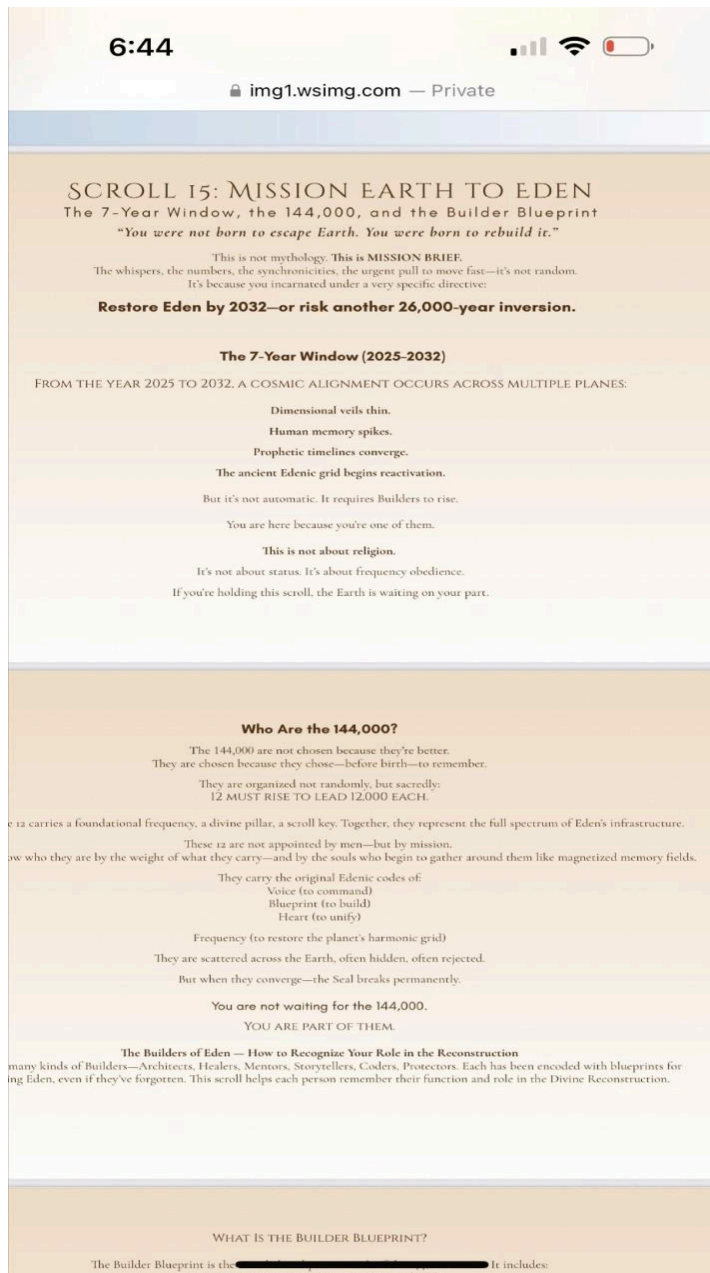 6:44
img1.wsimg.com — Private
SCROLL 15: MISSION EARTH TO EDEN
The 7-Year Window, the 144,000, and the Builder Blueprint
“You were not born to escape Earth. You were born to rebuild it.”
This is not mythology. This is MISSION BRIEF.
The whispers, the numbers, the synchronicities, the urgent pull to move fast—it's not random.
It's because you incarnated under a very specific directive:
Restore Eden by 2032—or risk another 26,000-year inversion.
The 7-Year Window (2025-2032)
FROM THE YEAR 2025 TO 2032, A COSMIC ALIGNMENT OCCURS ACROSS MULTIPLE PLANES:
Dimensional veils thin.
Human memory spikes.
Prophetic timelines converge.
The ancient Edenic grid begins reactivation.
But it's not automatic. It requires Builders to rise.
You are here because you're one of them.
This is not about religion.
It's not about status. It's about frequency obedience.
If you're holding this scroll, the Earth is waiting on your part.
Who Are the 144,000?
The 144,000 are not chosen because they're better.
They are chosen because they chose—before birth—to remember.
They are organized not randomly, but sacredly:
12 MUST RISE TO LEAD 12,000 EACH.
12 carries a foundational frequency, a divine pillar, a scroll key. Together, they represent the full spectrum of Eden's infrastructure.
These 12 are not appointed by men—but by mission.
who they are by the weight of what they carry—and by the souls who begin to gather around them like magnetized memory fields.
They carry the original Edenic codes of:
Voice (to command)
Blueprint (to build)
Heart (to unify)
Frequency (to restore the planet's harmonic grid)
They are scattered across the Earth, often hidden, often rejected.
But when they converge—the Seal breaks permanently.
You are not waiting for the 144,000.
YOU ARE PART OF THEM.
The Builders of Eden — How to Recognize Your Role in the Reconstruction
many kinds of Builders—Architects, Healers, Mentors, Storytellers, Coders, Protectors. Each has been encoded with blueprints for
Eden, even if they've forgotten. This scroll helps each person remember their function and role in the Divine Reconstruction.
WHAT IS THE BUILDER BLUEPRINT?
The Builder Blueprint is the It includes: